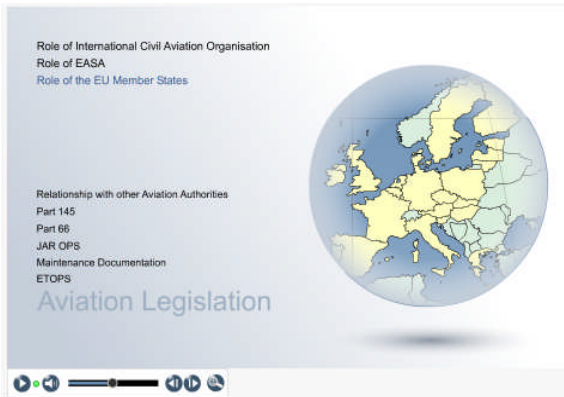 Role of International Civil Aviation Organisation
Role of EASA
Role of the EU Member States
Relationship with other Aviation Authorities
Part 145
Part 66
JAR OPS
Maintenance Documentation
ETOPS
Aviation Legislation